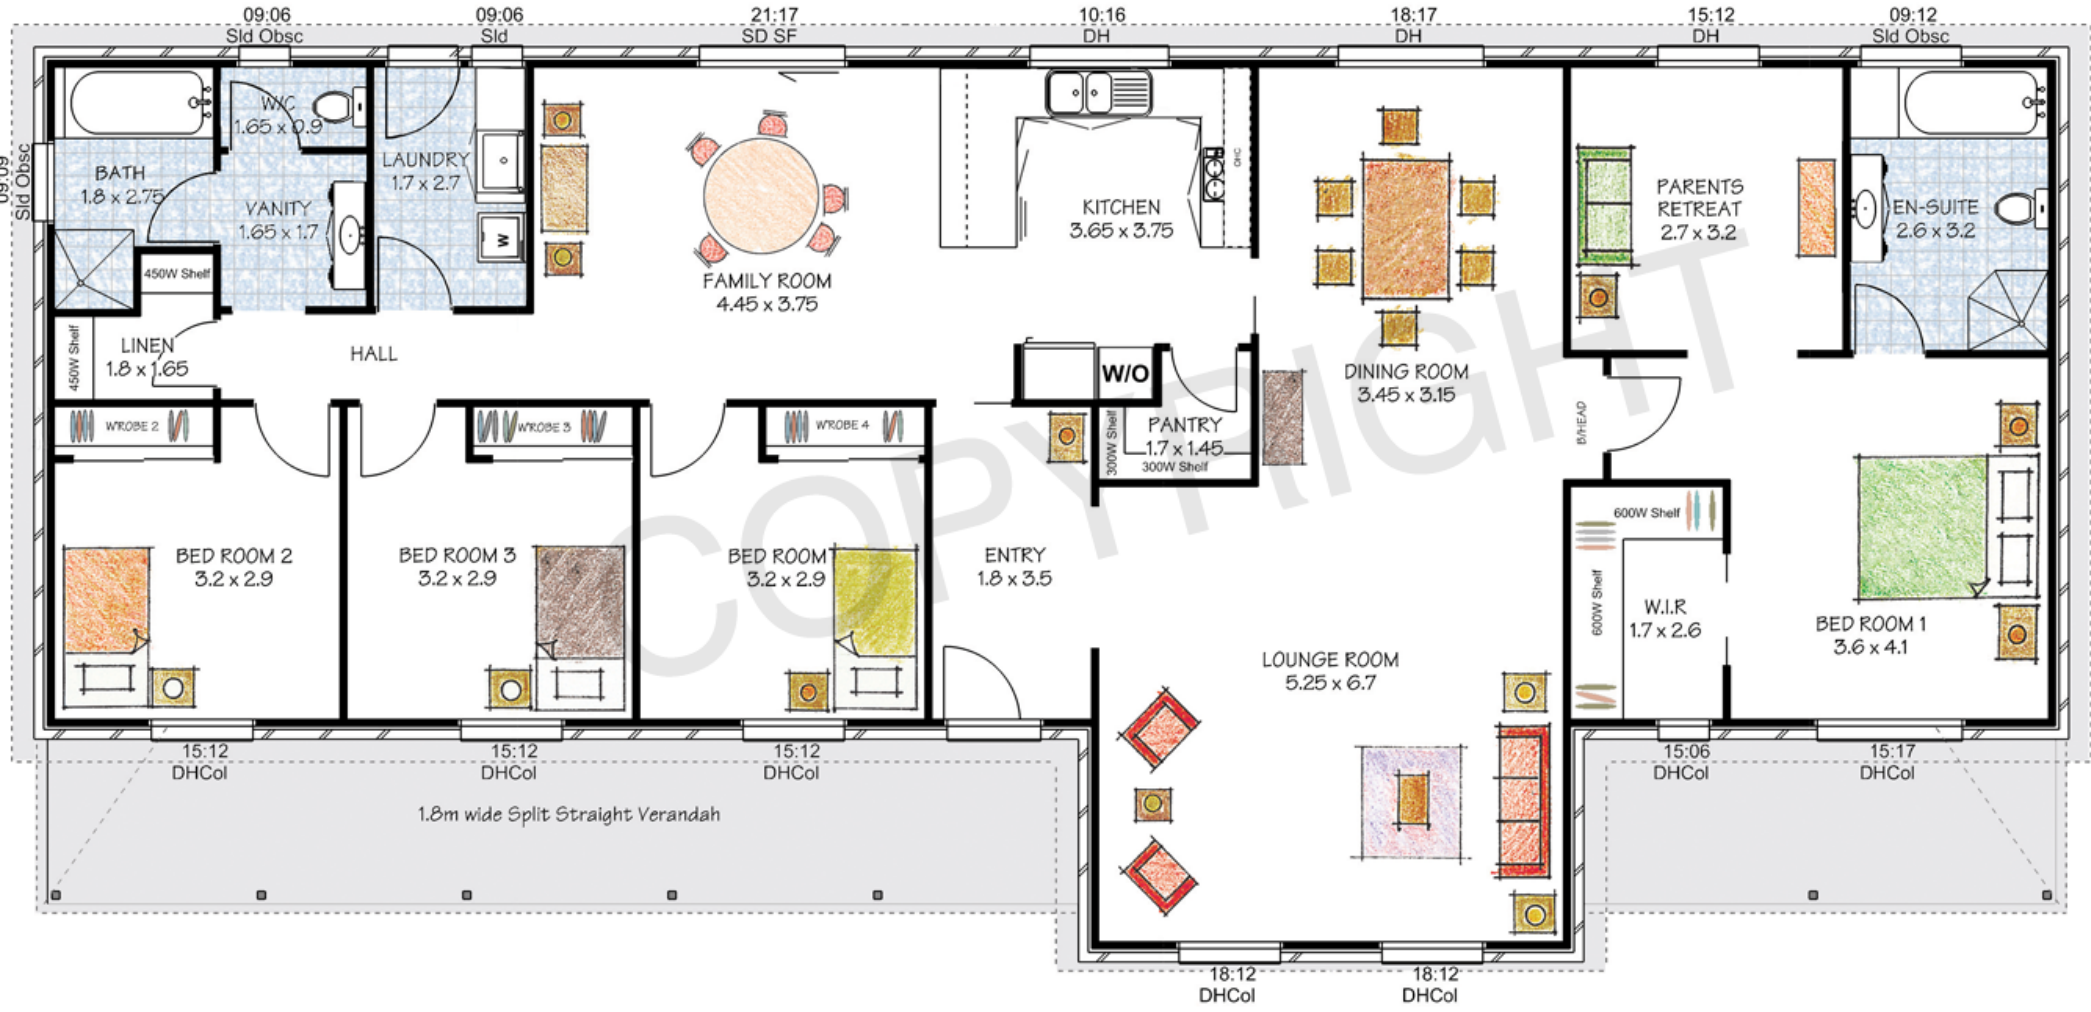 09:06
Sld Obsc
09:06
Sld
21:17
SD SF
10:16
DH
18:17
DH
15:12
DH
09:12
Sld Obsc
09:09
Sld Obsc
BATH
1.8 x 2.75
W/C
1.65 x 0.9
VANITY
1.65 x 1.7
LAUNDRY
1.7 x 2.7
W
FAMILY ROOM
4.45 x 3.75
KITCHEN
3.65 x 3.75
OHC
DINING ROOM
3.45 x 3.15
PARENTS
RETREAT
2.7 x 3.2
EN-SUITE
2.6 x 3.2
450W Shelf
450W Shelf
LINEN
1.8 x 1.65
HALL
W/O
PANTRY
1.7 x 1.45
300W Shelf
300W Shelf
B/HEAD
W'ROBE 2
W'ROBE 3
W'ROBE 4
BED ROOM 2
3.2 x 2.9
BED ROOM 3
3.2 x 2.9
BED ROOM
3.2 x 2.9
ENTRY
1.8 x 3.5
LOUNGE ROOM
5.25 x 6.7
600W Shelf
600W Shelf
W.I.R
1.7 x 2.6
BED ROOM 1
3.6 x 4.1
COPYRIGHT
15:12
DHCol
15:12
DHCol
15:12
DHCol
15:06
DHCol
15:17
DHCol
1.8m wide Split Straight Verandah
18:12
DHCol
18:12
DHCol